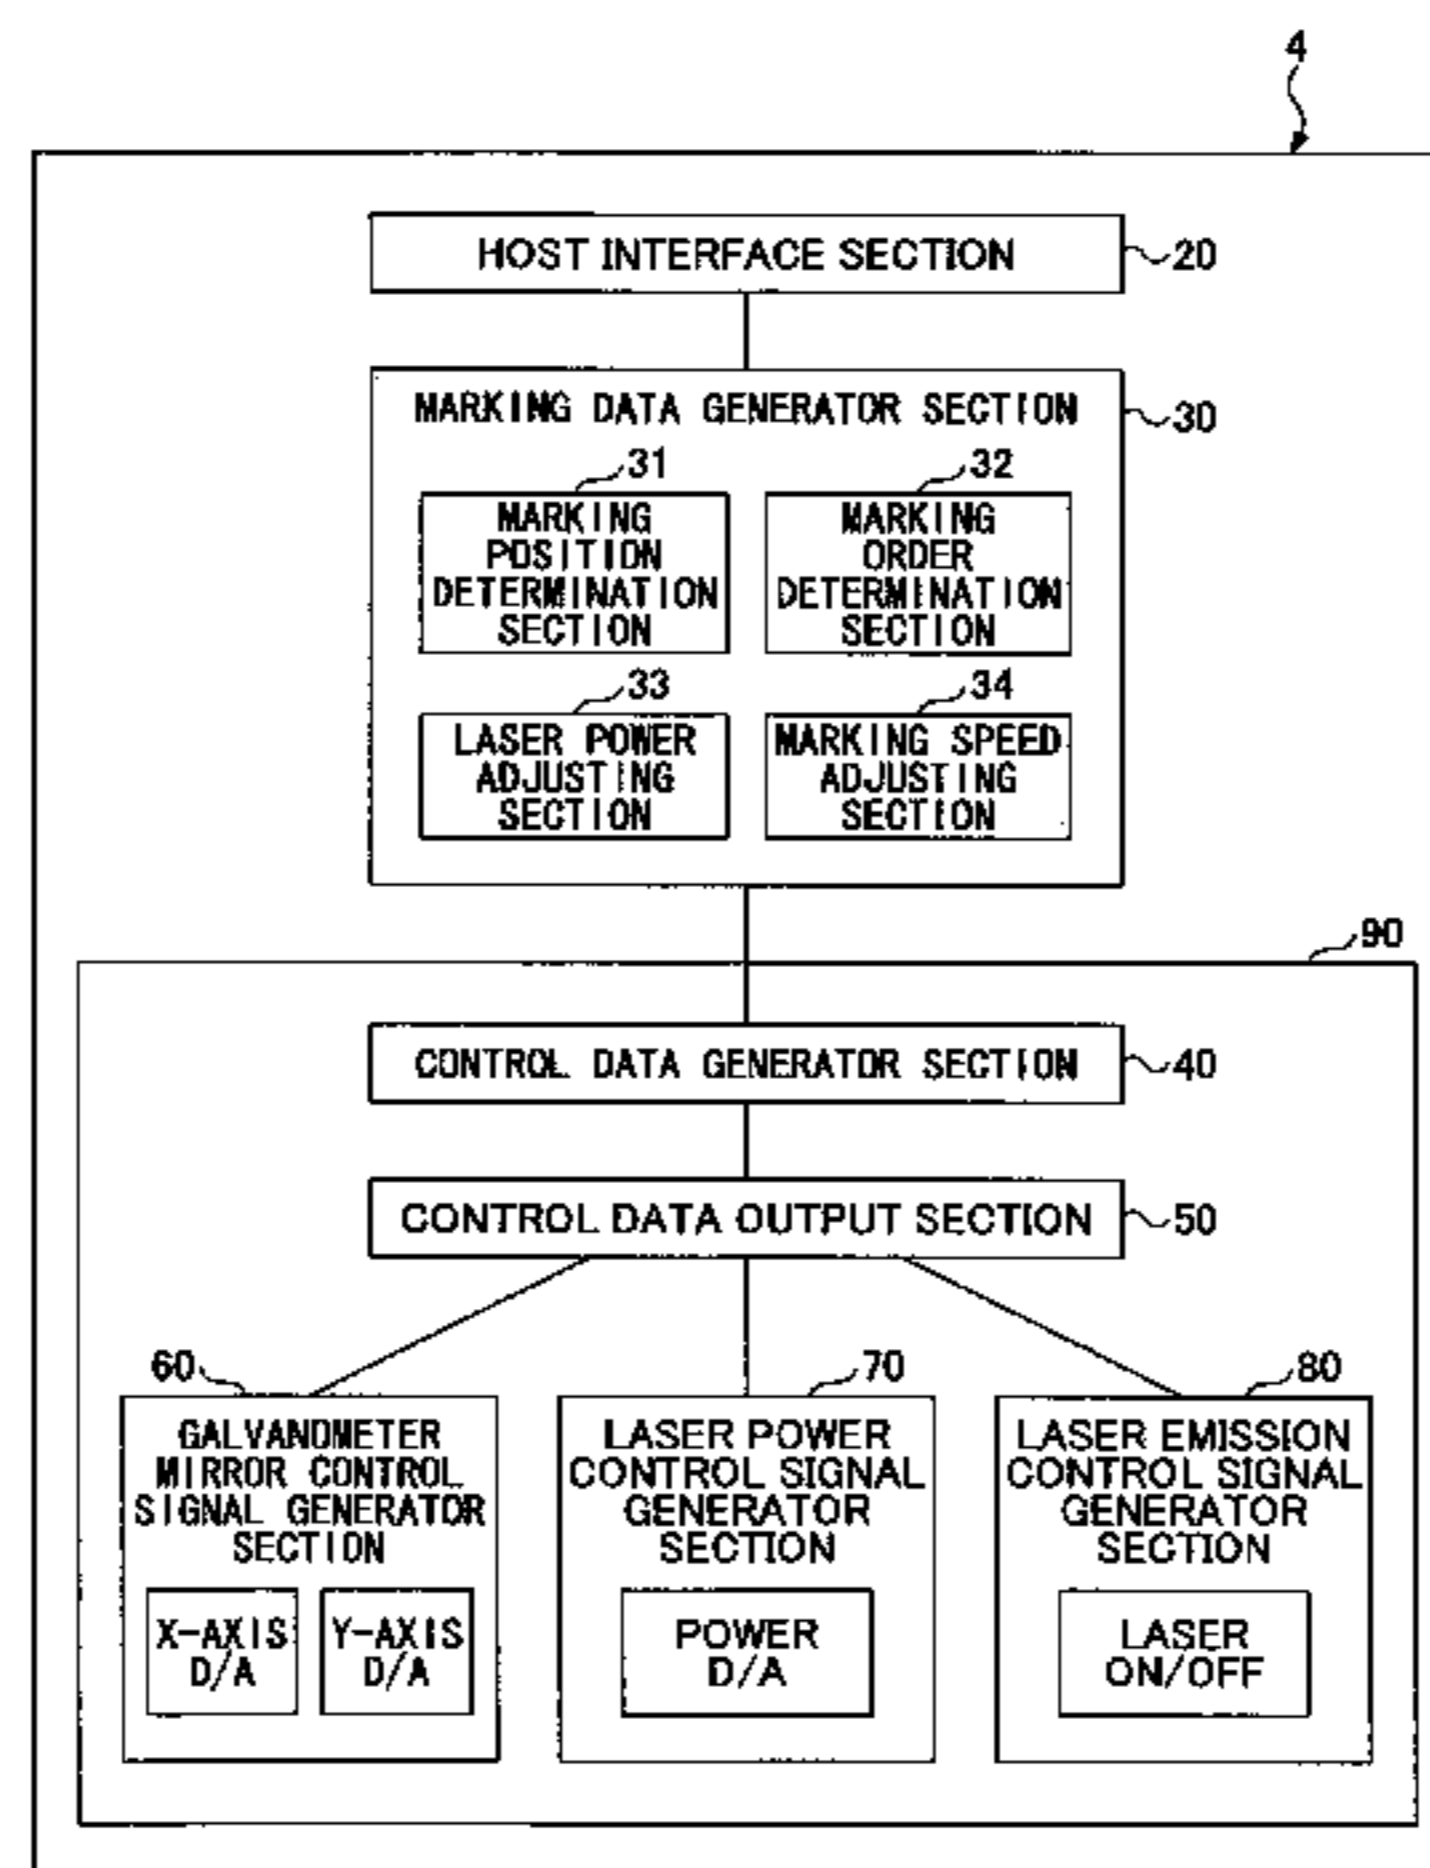 4
HOST INTERFACE SECTION
20
MARKING DATA GENERATOR SECTION
30
31
MARKING
POSITION
DETERMINATION
SECTION
32
MARKING
ORDER
DETERMINATION
SECTION
33
LASER POWER
ADJUSTING
SECTION
34
MARKING SPEED
ADJUSTING
SECTION
90
CONTROL DATA GENERATOR SECTION
40
CONTROL DATA OUTPUT SECTION
50
60
GALVANOMETER
MIRROR CONTROL
SIGNAL GENERATOR
SECTION
X-AXIS
D/A
Y-AXIS
D/A
70
LASER POWER
CONTROL SIGNAL
GENERATOR
SECTION
POWER
D/A
80
LASER EMISSION
CONTROL SIGNAL
GENERATOR
SECTION
LASER
ON/OFF